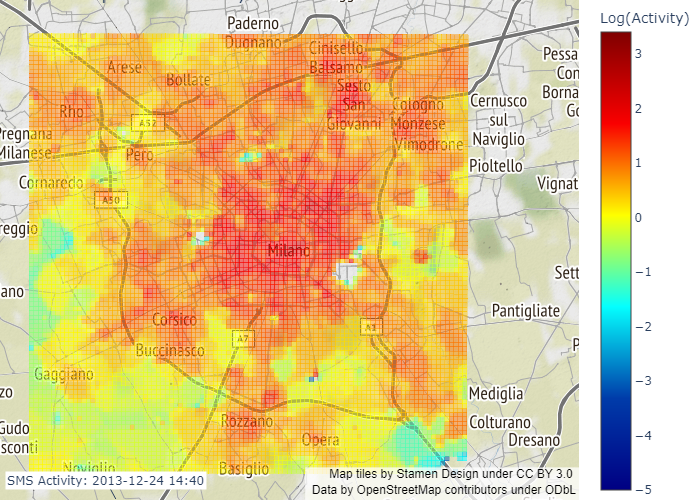 Paderno
Dugnano
Cinisello
Balsamo
Arese
Bollate
Sesto
San
Giovanni
Rho
A52
Cologno
Monzese
Vimodrone
Pregnana
Milanese
Pero
Cornaredo
A50
Cernusco
sul
Naviglio
Pioltello
Pessa
Con
Borna
Go
Vignat
reggio
Milano
Sett
ano
Pantigliate
P
Corsico
A7
A1
Buccinasco
Gaggiano
zo
Mediglia
Gudo
sconti
Rozzano
Opera
Colturano
Dresano
Noviglio
Basiglio
SMS Activity: 2013-12-24 14:40
Map tiles by Stamen Design under CC BY 3.0
Data by OpenStreetMap contributors under ODbL
Log(Activity)
3
2
1
0
−1
−2
−3
−4
−5